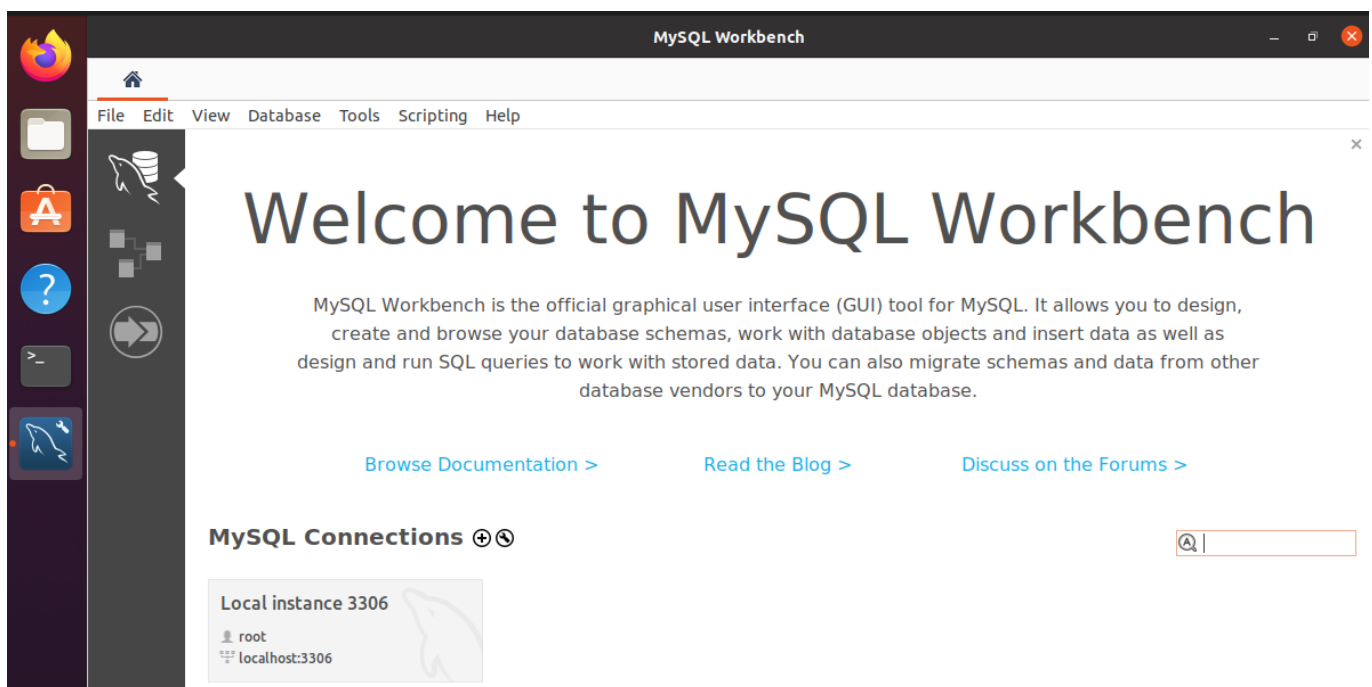 MySQL Workbench
File Edit View Database Tools Scripting Help
Welcome to MySQL Workbench
MySQL Workbench is the official graphical user interface (GUI) tool for MySQL. It allows you to design,
create and browse your database schemas, work with database objects and insert data as well as
design and run SQL queries to work with stored data. You can also migrate schemas and data from other
database vendors to your MySQL database.
Browse Documentation > Read the Blog > Discuss on the Forums >
MySQL Connections
Local instance 3306
root
localhost:3306